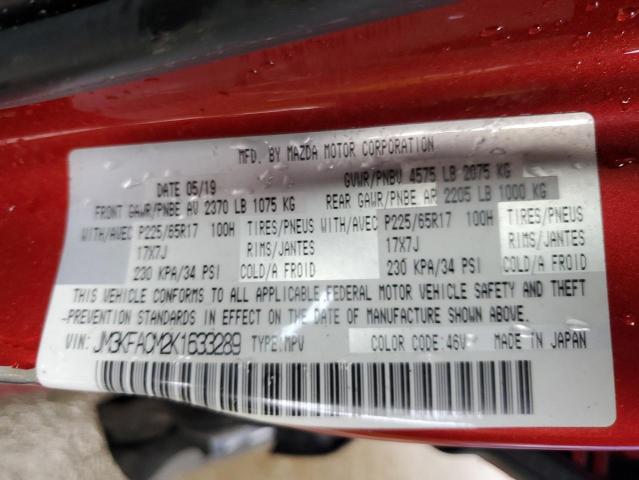 MFD. BY MAZDA MOTOR CORPORATION
DATE 05/19 GVWR/PNBV 4575 LB 2075 KG
FRONT GAWR/PNBE AV 2370 LB 1075 KG REAR GAWR/PNBE AR 2205 LB 1000 KG
WITH/AVEC P225/65R17 100H TIRES/PNEUS WITH/AVEC P225/65R17 100H TIRES/PNEUS
17X7J RIMS/JANTES 17X7J RIMS/JANTES
230 KPA/34 PSI COLD/A FROID 230 KPA/34 PSI COLD/A FROID
THIS VEHICLE CONFORMS TO ALL APPLICABLE FEDERAL MOTOR VEHICLE SAFETY AND THEFT
PREVENTION STANDARDS IN EFFECT ON THE DATE OF MANUFACTURE SHOWN ABOVE.
VIN: JM3KFACM2K1633289 TYPE:MPV COLOR CODE:46V MADE IN JAPAN